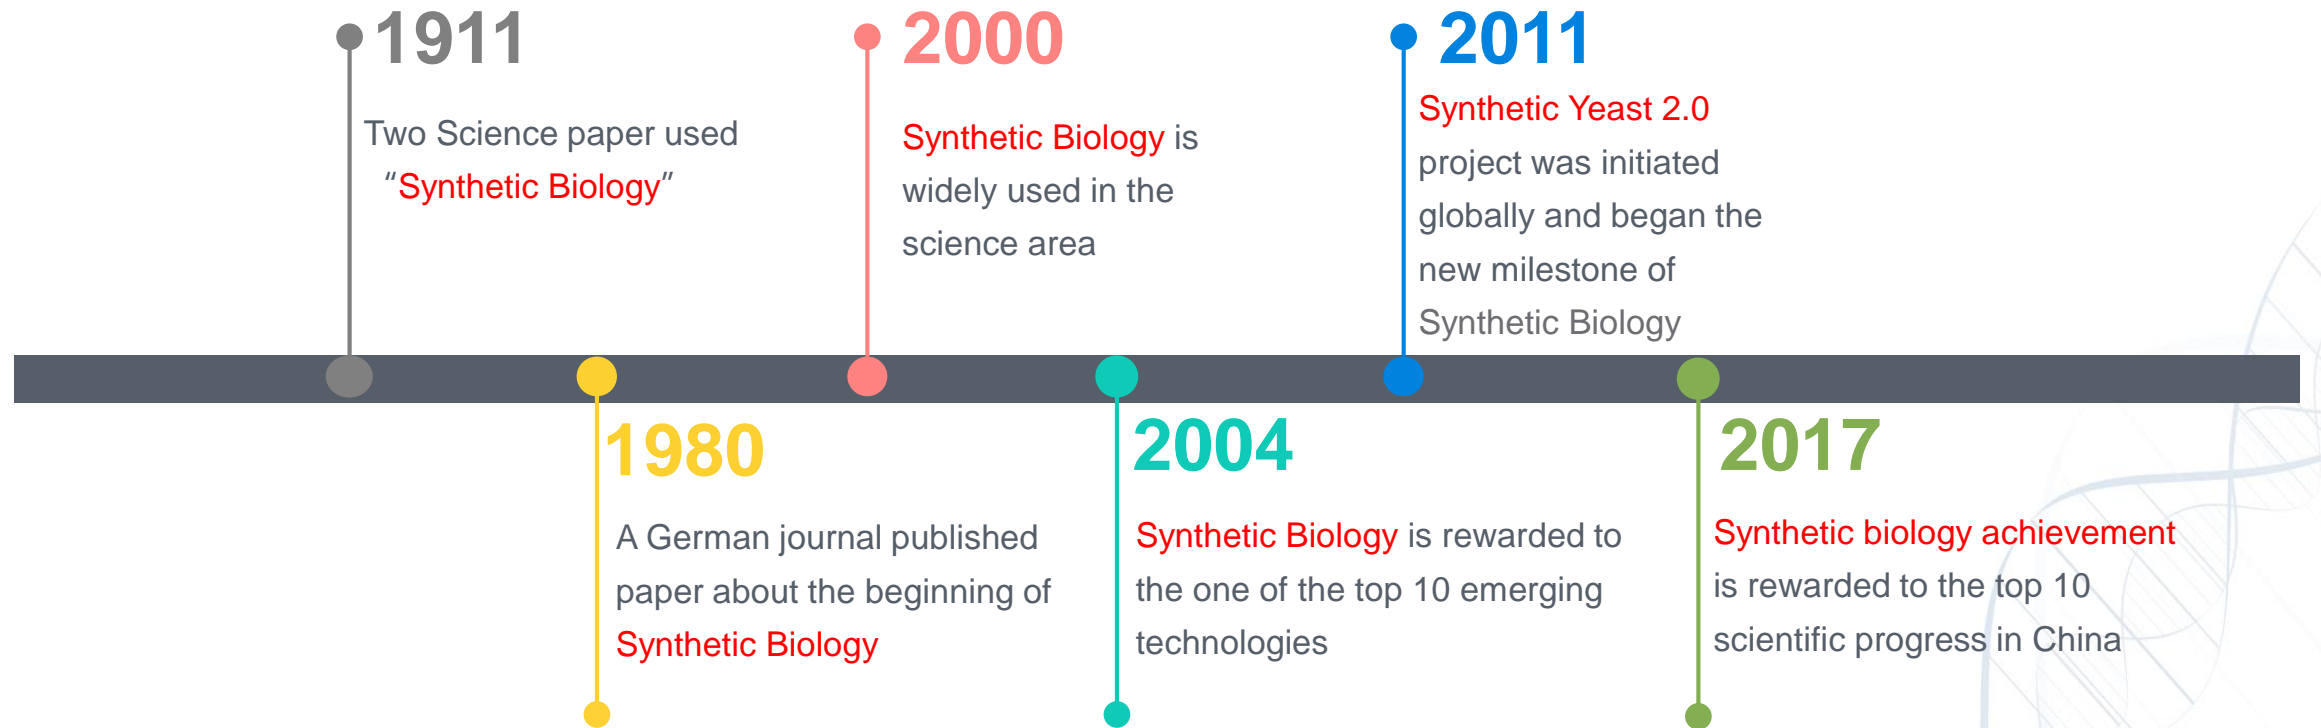 1911
Two Science paper used
“Synthetic Biology”
2000
Synthetic Biology is
widely used in the
science area
2011
Synthetic Yeast 2.0
project was initiated
globally and began the
new milestone of
Synthetic Biology
1980
A German journal published
paper about the beginning of
Synthetic Biology
2004
Synthetic Biology is rewarded to
the one of the top 10 emerging
technologies
2017
Synthetic biology achievement
is rewarded to the top 10
scientific progress in China